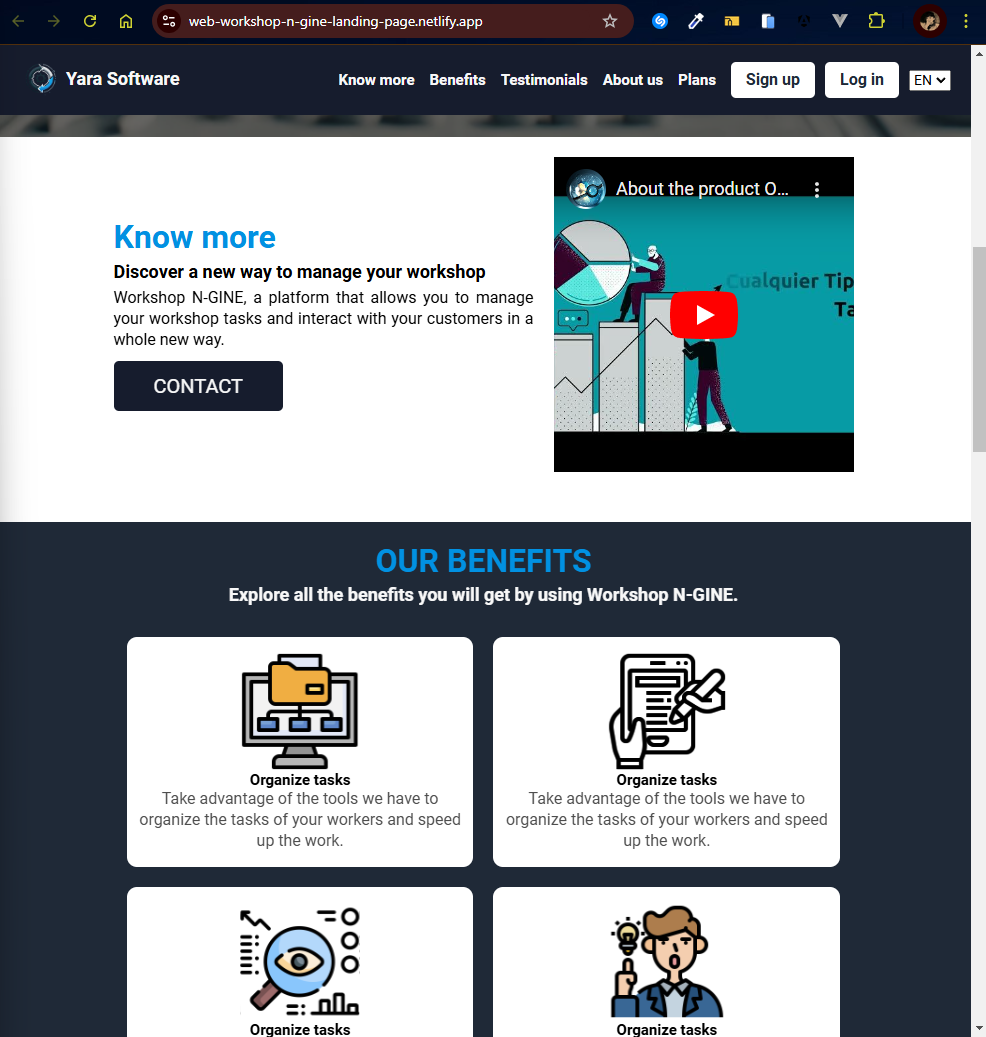 web-workshop-n-gine-landing-page.netlify.app
Yara Software
Know more
Benefits
Testimonials
About us
Plans
Sign up
Log in
EN
Know more
Discover a new way to manage your workshop
Workshop N-GINE, a platform that allows you to manage
your workshop tasks and interact with your customers in a
whole new way.
CONTACT
About the product O...
Cualquier Tip
Ta
OUR BENEFITS
Explore all the benefits you will get by using Workshop N-GINE.
Organize tasks
Take advantage of the tools we have to
organize the tasks of your workers and speed
up the work.
Organize tasks
Take advantage of the tools we have to
organize the tasks of your workers and speed
up the work.
Organize tasks
Organize tasks